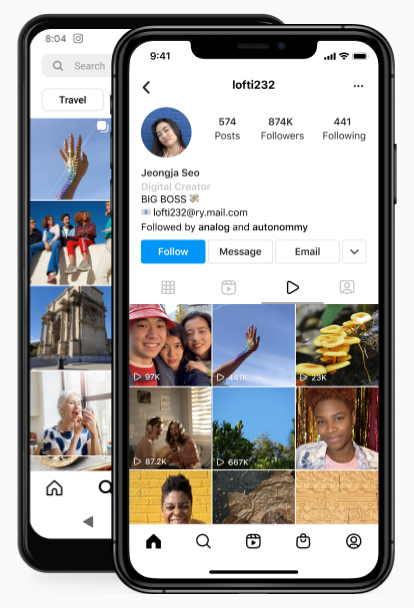 8:04
Search
Travel
9:41
lofti232
574
874K
441
Posts
Followers
Following
Jeongja Seo
Digital Creator
BIG BOSS
lofti232@ry.mail.com
Followed by analog and autonommy
Follow
Message
Email
97K
441K
23K
87.2K
667K